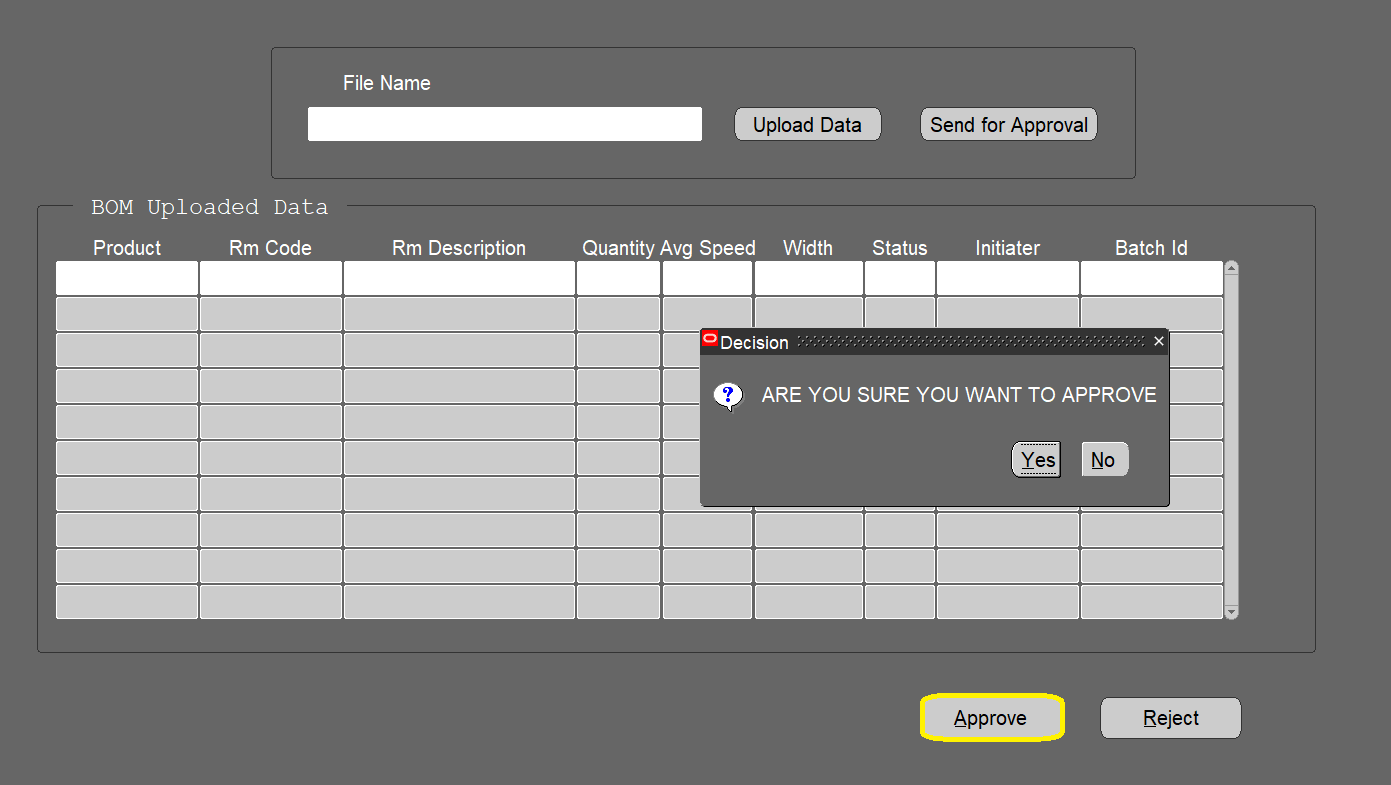 File Name
Upload Data
Send for Approval
BOM Uploaded Data
Product Rm Code Rm Description Quantity Avg Speed Width Status Initiater Batch Id
Decision
ARE YOU SURE YOU WANT TO APPROVE
Yes No
Approve Reject